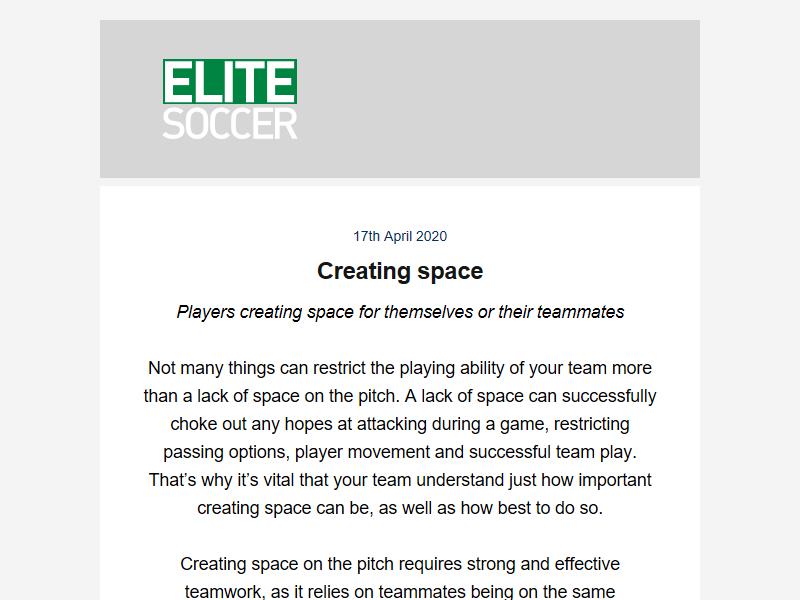 ELITE
SOCCER
17th April 2020
Creating space
Players creating space for themselves or their teammates
Not many things can restrict the playing ability of your team more
than a lack of space on the pitch. A lack of space can successfully
choke out any hopes at attacking during a game, restricting
passing options, player movement and successful team play.
That’s why it’s vital that your team understand just how important
creating space can be, as well as how best to do so.
Creating space on the pitch requires strong and effective
teamwork, as it relies on teammates being on the same